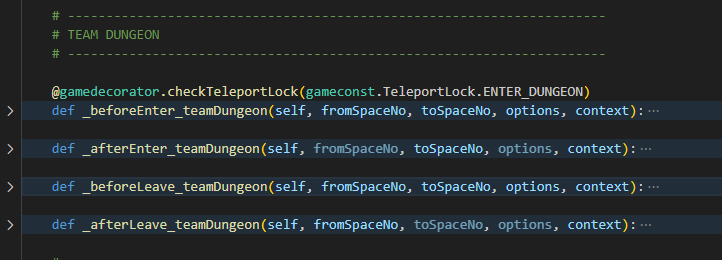 # ----------------------------------------------------------------------
# TEAM DUNGEON
# ----------------------------------------------------------------------
@gamedecorator.checkTeleportLock(gameconst.TeleportLock.ENTER_DUNGEON)
def _beforeEnter_teamDungeon(self, fromSpaceNo, toSpaceNo, options, context):···
def _afterEnter_teamDungeon(self, fromSpaceNo, toSpaceNo, options, context):···
def _beforeLeave_teamDungeon(self, fromSpaceNo, toSpaceNo, options, context):···
def _afterLeave_teamDungeon(self, fromSpaceNo, toSpaceNo, options, context):···